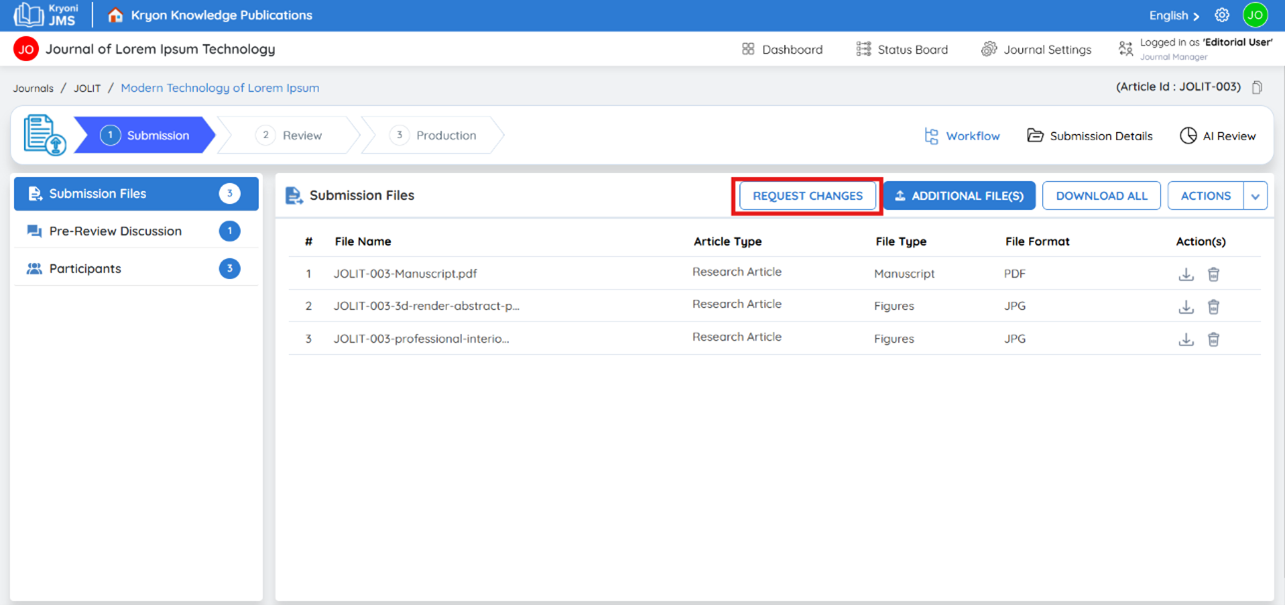 Kryoni
JMS
Kryon Knowledge Publications
English
JO
JO
Journal of Lorem Ipsum Technology
Dashboard
Status Board
Journal Settings
Logged in as 'Editorial User'
Journal Manager
Journals / JOLIT / Modern Technology of Lorem Ipsum
(Article Id : JOLIT-003)
1 Submission
2 Review
3 Production
Workflow
Submission Details
AI Review
Submission Files 3
Pre-Review Discussion 1
Participants 3
Submission Files
REQUEST CHANGES
ADDITIONAL FILE(S)
DOWNLOAD ALL
ACTIONS
# File Name Article Type File Type File Format Action(s)
1 JOLIT-003-Manuscript.pdf Research Article Manuscript PDF
2 JOLIT-003-3d-render-abstract-p... Research Article Figures JPG
3 JOLIT-003-professional-interio... Research Article Figures JPG